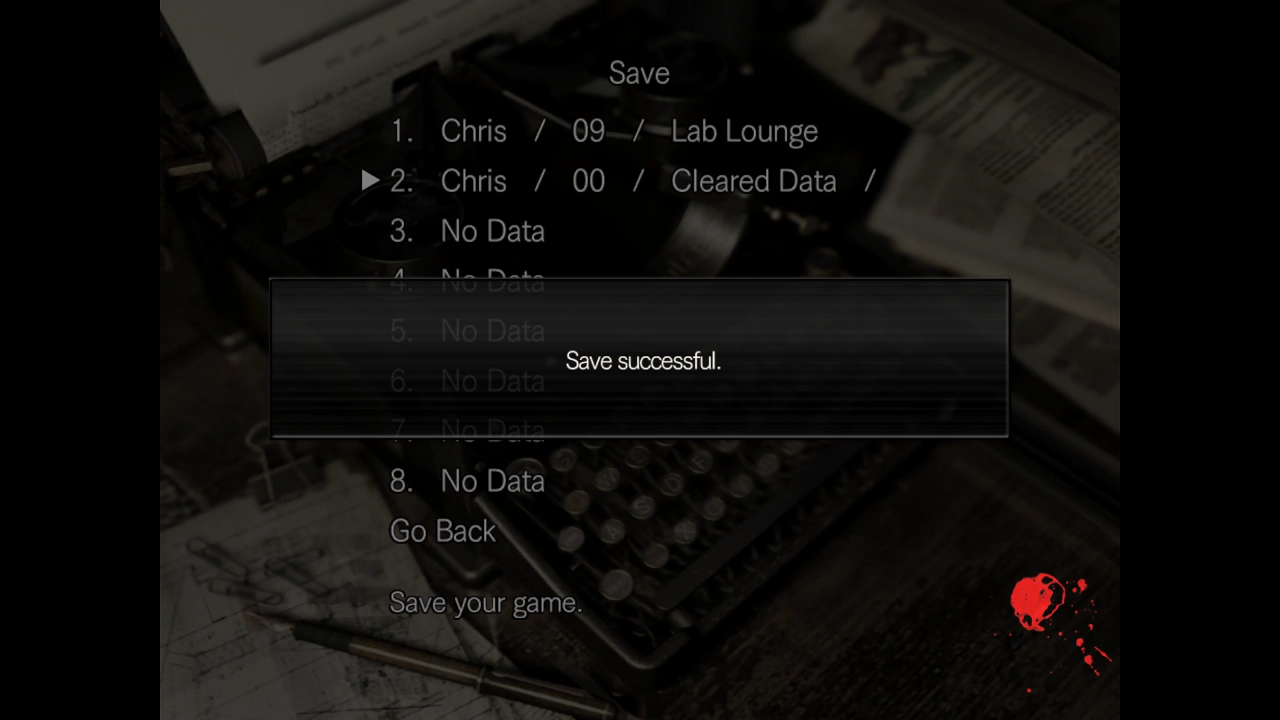 Save
1. Chris / 09 / Lab Lounge
2. Chris / 00 / Cleared Data /
3. No Data
4. No Data
5. No Data
Save successful.
6. No Data
7. No Data
8. No Data
Go Back
Save your game.